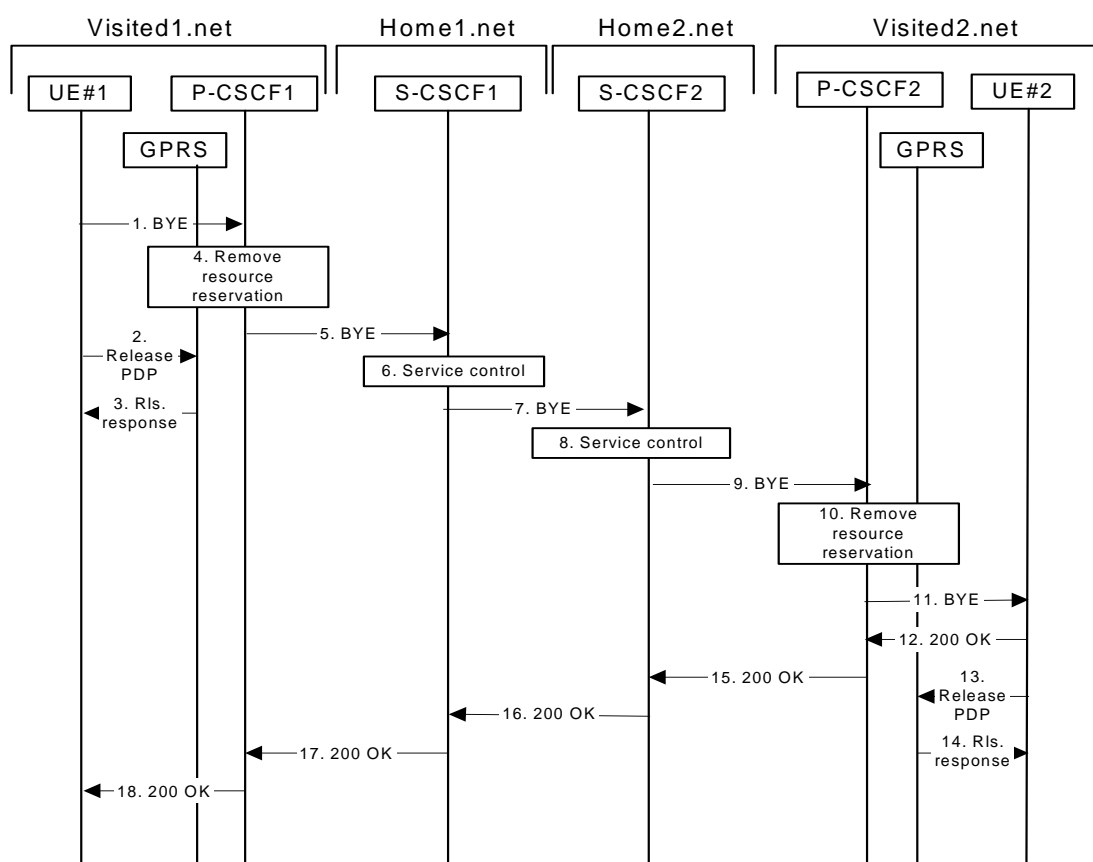 Visited1.net
Home1.net
Home2.net
Visited2.net
UE#1
P-CSCF1
S-CSCF1
S-CSCF2
P-CSCF2
UE#2
GPRS
GPRS
1. BYE
4. Remove
resource
reservation
5. BYE
2.
Release
PDP
6. Service control
3. Rls.
response
7. BYE
8. Service control
9. BYE
10. Remove
resource
reservation
11. BYE
12. 200 OK
15. 200 OK
13.
Release
PDP
16. 200 OK
14. Rls.
response
17. 200 OK
18. 200 OK